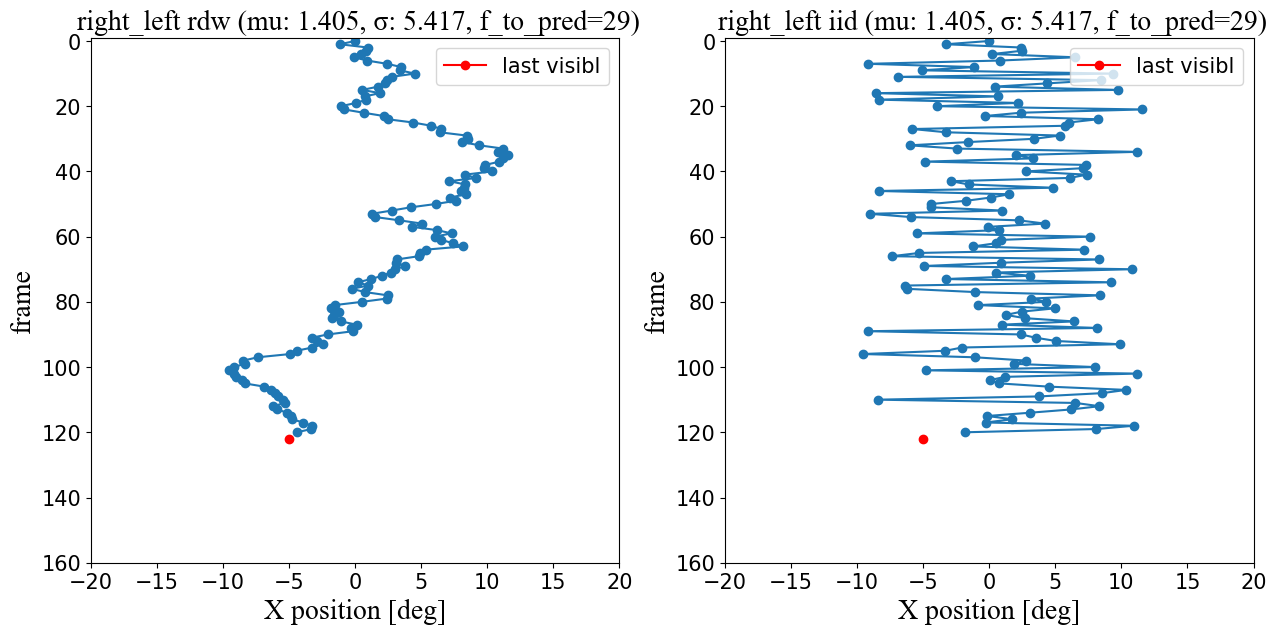 right_left rdw (mu: 1.405, σ: 5.417, f_to_pred=29)
last visibl
0
20
40
60
80
100
120
140
160
frame
−20 −15 −10 −5 0 5 10 15 20
X position [deg]
right_left iid (mu: 1.405, σ: 5.417, f_to_pred=29)
last visibl
0
20
40
60
80
100
120
140
160
frame
−20 −15 −10 −5 0 5 10 15 20
X position [deg]